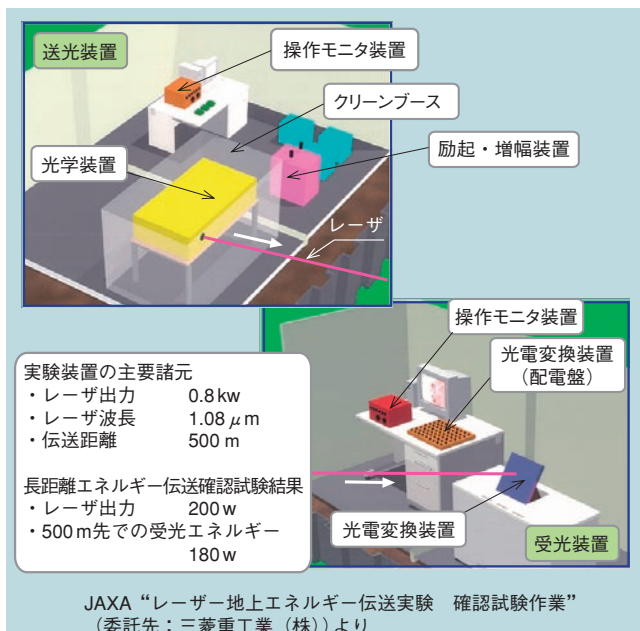 送光装置
操作モニタ装置
クリーンブース
励起・増幅装置
光学装置
レーザ
操作モニタ装置
光電変換装置
（配電盤）
実験装置の主要諸元
・レーザ出力 0.8kw
・レーザ波長 1.08μm
・伝送距離 500 m
長距離エネルギー伝送確認試験結果
・レーザ出力 200w
・500m先での受光エネルギー
180w
光電変換装置
受光装置
JAXA“レーザー地上エネルギー伝送実験 確認試験作業”
（委託先：三菱重工業（株））より